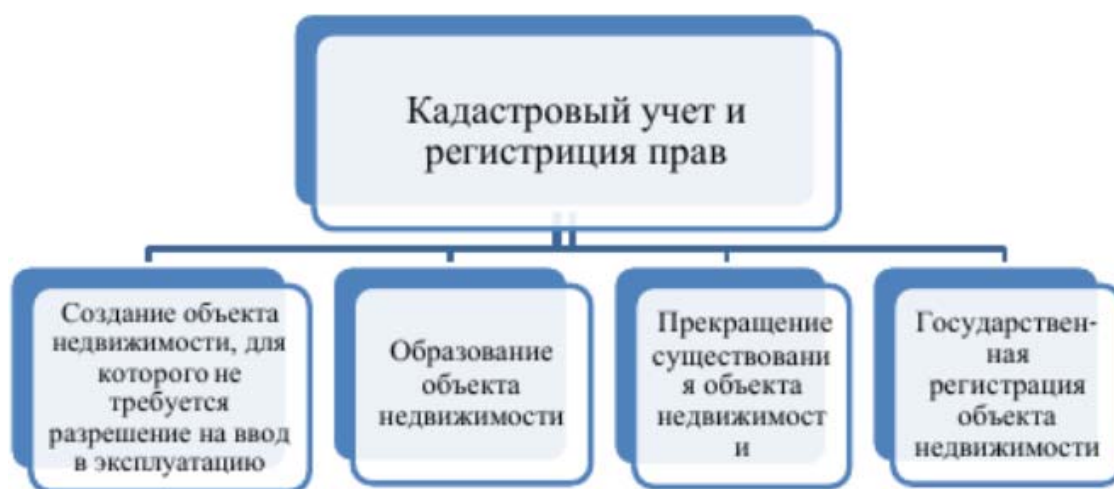 Кадастровый учет и
регистриция прав
Создание объекта
недвижимости, для
которого не
требуется
разрешение на ввод
в эксплуатацию
Образование
объекта
недвижимости
Прекращение
существовани
я объекта
недвижимост
и
Государствен-
ная
регистрация
объекта
недвижимости